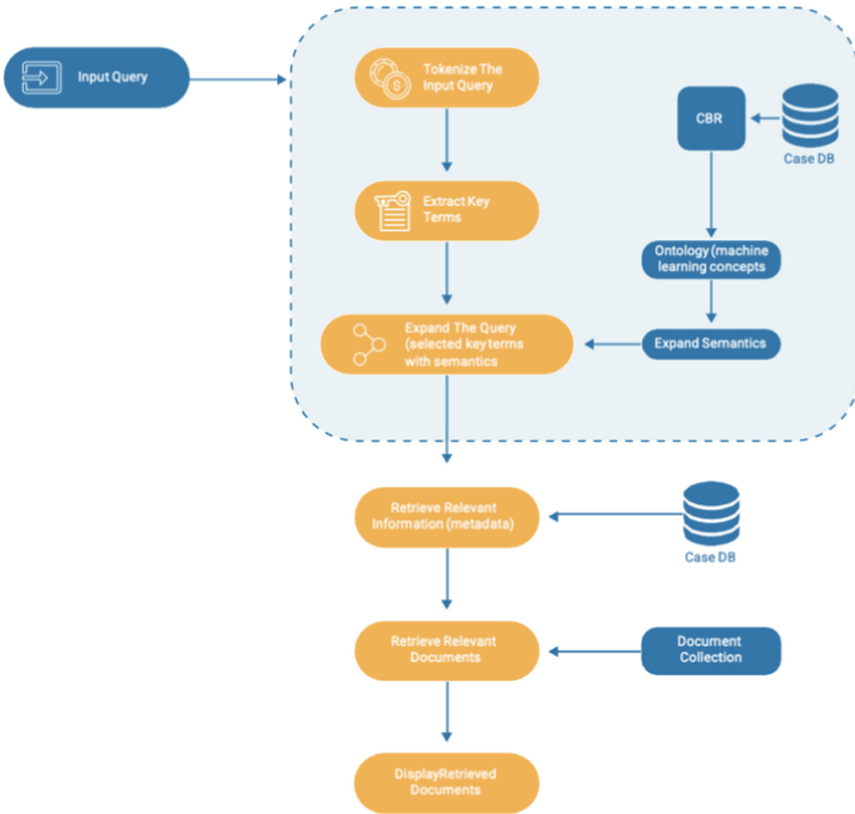 Input Query
Tokenize The
Input Query
CBR
Case DB
Extract Key
Terms
Ontology (machine
learning concepts
Expand The Query
(selected key terms
with semantics
Expand Semantics
Retrieve Relevant
Information (metadata)
Case DB
Retrieve Relevant
Documents
Document
Collection
DisplayRetrieved
Documents